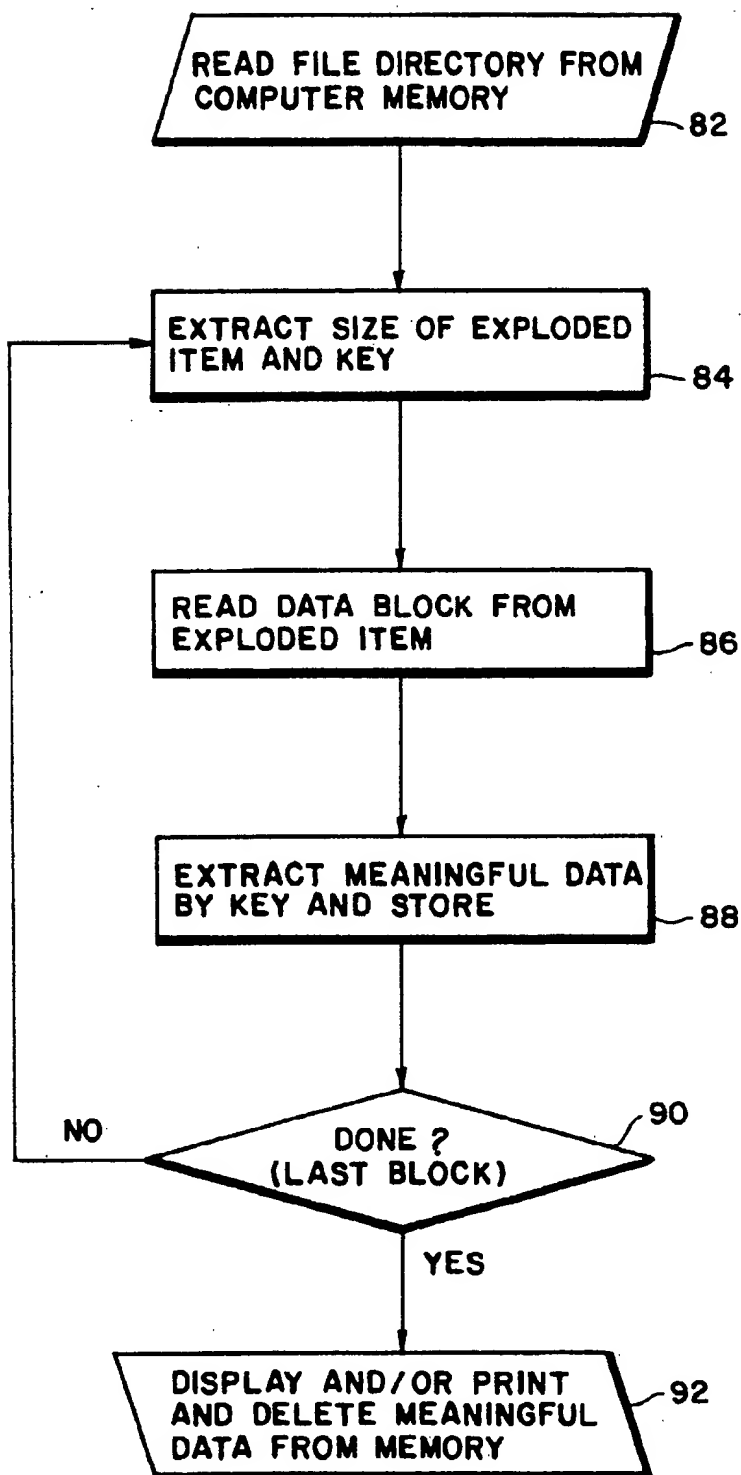 READ FILE DIRECTORY FROM
COMPUTER MEMORY
82
EXTRACT SIZE OF EXPLODED
ITEM AND KEY
84
READ DATA BLOCK FROM
EXPLODED ITEM
86
EXTRACT MEANINGFUL DATA
BY KEY AND STORE
88
90
NO
DONE ?
(LAST BLOCK)
YES
DISPLAY AND/OR PRINT
AND DELETE MEANINGFUL
DATA FROM MEMORY
92